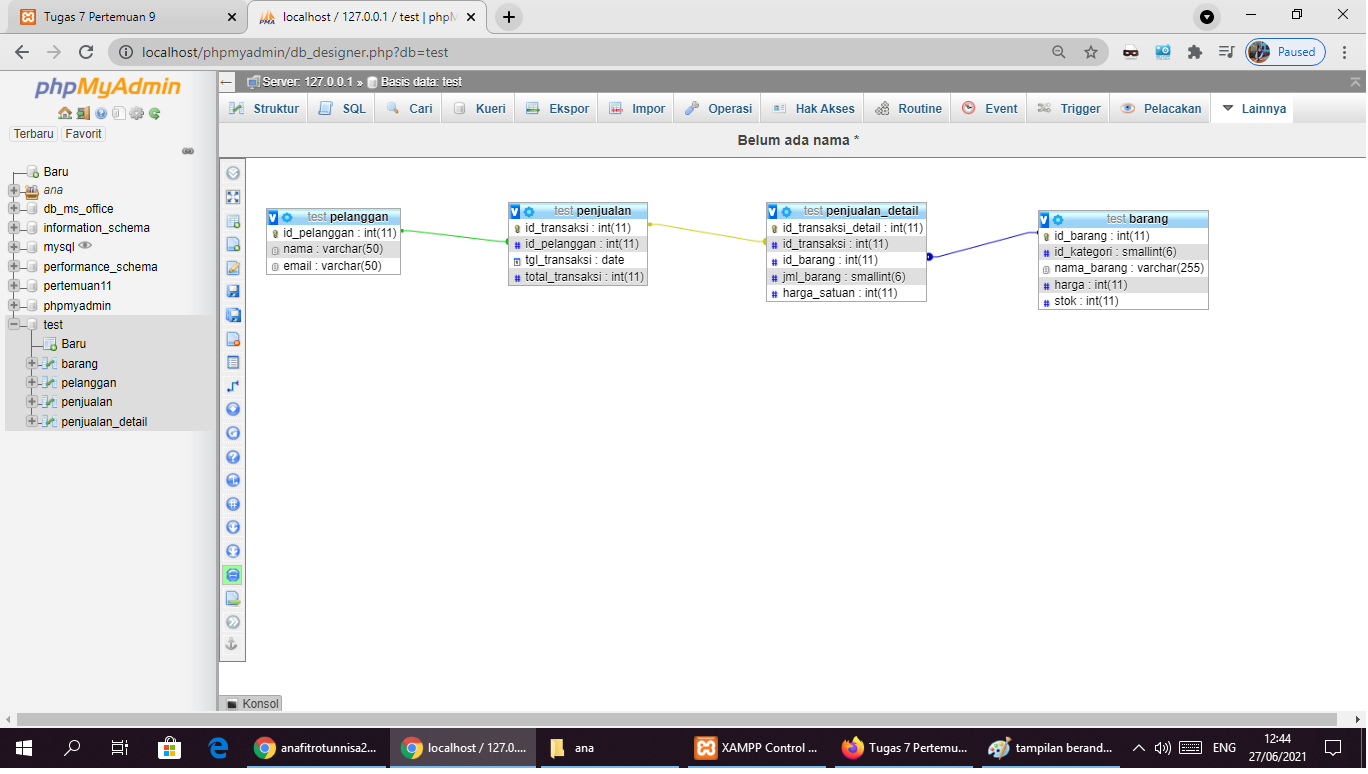 Tugas 7 Pertemuan 9
localhost / 127.0.0.1 / test | phpM
localhost/phpmyadmin/db_designer.php?db=test
Paused
phpMyAdmin
Terbaru Favorit
Baru
ana
db_ms_office
information_schema
mysql
performance_schema
pertemuan11
phpmyadmin
test
Baru
barang
pelanggan
penjualan
penjualan_detail
Server: 127.0.0.1 » Basis data: test
Struktur SQL Cari Kueri Ekspor Impor Operasi Hak Akses Routine Event Trigger Pelacakan Lainnya
Belum ada nama *
V test pelanggan
id_pelanggan : int(11)
nama : varchar(50)
email : varchar(50)
V test penjualan
id_transaksi : int(11)
id_pelanggan : int(11)
tgl_transaksi : date
total_transaksi : int(11)
V test penjualan_detail
id_transaksi_detail : int(11)
id_transaksi : int(11)
id_barang : int(11)
jml_barang : smallint(6)
harga_satuan : int(11)
V test barang
id_barang : int(11)
id_kategori : smallint(6)
nama_barang : varchar(255)
harga : int(11)
stok : int(11)
Konsol
anafitrotunnisa2... localhost / 127.0.... ana XAMPP Control ... Tugas 7 Pertemu... tampilan berand... ENG
12:44
27/06/2021